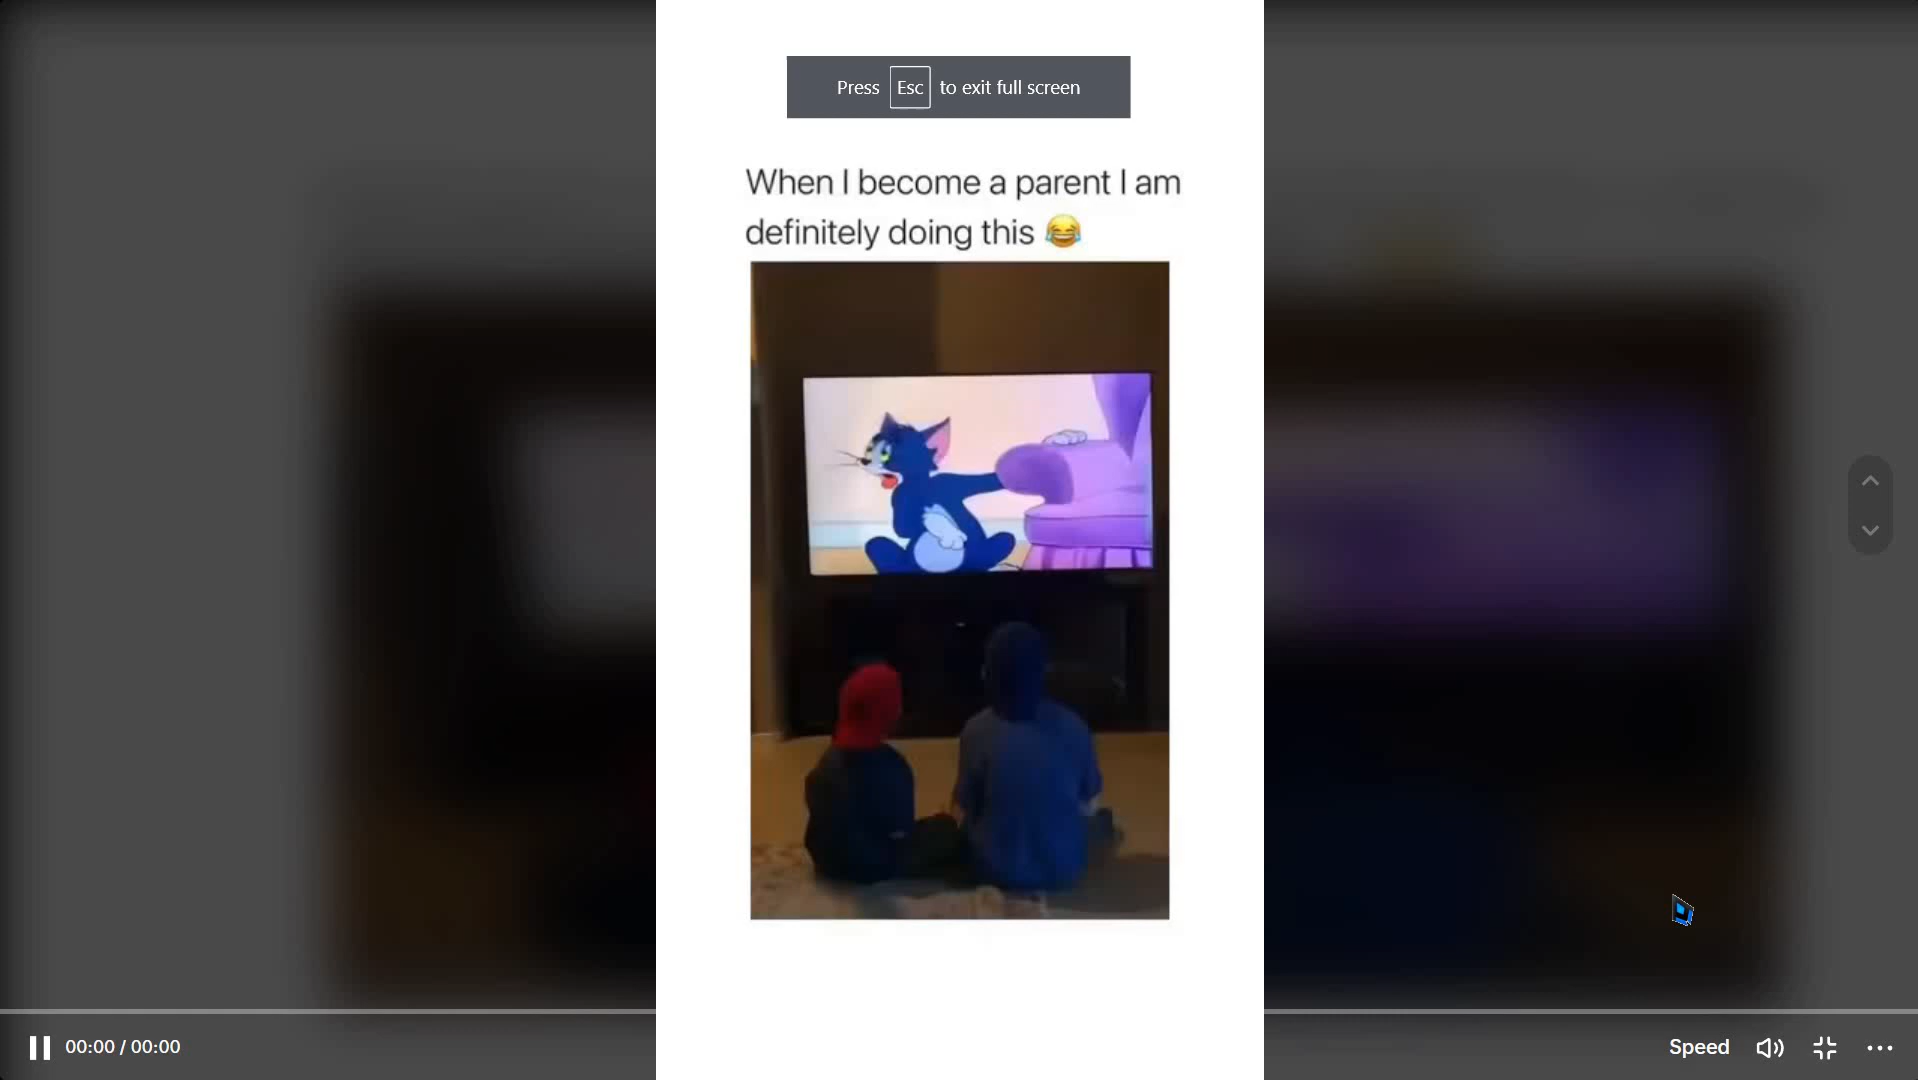 Press Esc to exit full screen
When I become a parent I am
definitely doing this 😂
00:00 / 00:00
Speed